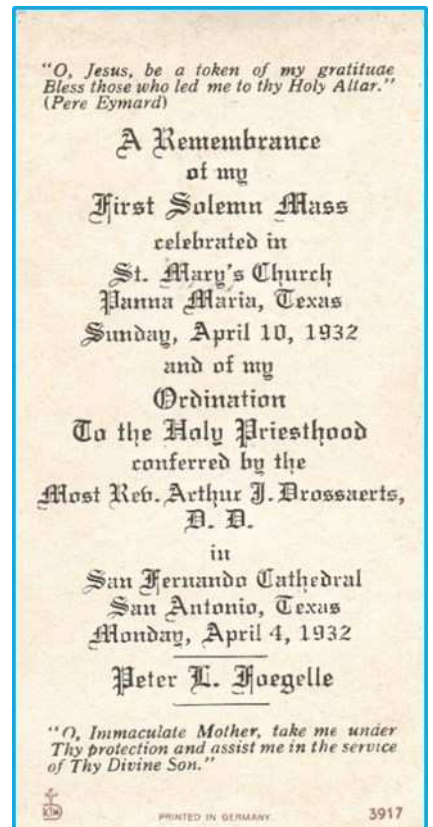 "O, Jesus, be a token of my gratituae
Bless those who led me to thy Holy Altar."
(Pere Eymard)
A Remembrance
of my
First Solemn Mass
celebrated in
St. Mary's Church
Panna Maria, Texas
Sunday, April 10, 1932
and of my
Ordination
To the Holy Priesthood
conferred by the
Most Rev. Arthur J. Drossaerts,
D. D.
in
San Fernando Cathedral
San Antonio, Texas
Monday, April 4, 1932
Peter L. Foegelle
"O, Immaculate Mother, take me under
Thy protection and assist me in the service
of Thy Divine Son."
PRINTED IN GERMANY
3917